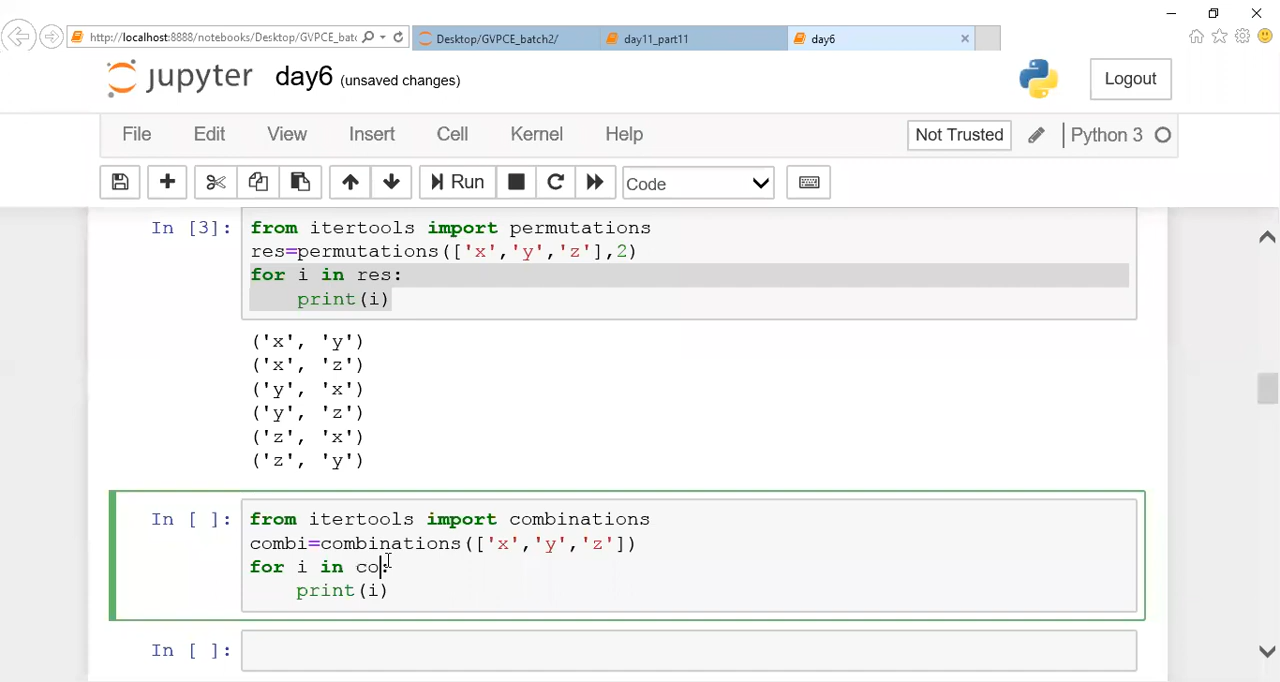 http://localhost:8888/notebooks/Desktop/GVPCE_batc
Desktop/GVPCE_batch2/
day11_part11
day6
jupyter day6 (unsaved changes)
Logout
File Edit View Insert Cell Kernel Help
Not Trusted
Python 3
Run
Code
In [3]:
from itertools import permutations
res=permutations(['x','y','z'],2)
for i in res:
    print(i)
('x', 'y')
('x', 'z')
('y', 'x')
('y', 'z')
('z', 'x')
('z', 'y')
In [ ]:
from itertools import combinations
combi=combinations(['x','y','z'])
for i in co:
    print(i)
In [ ]: